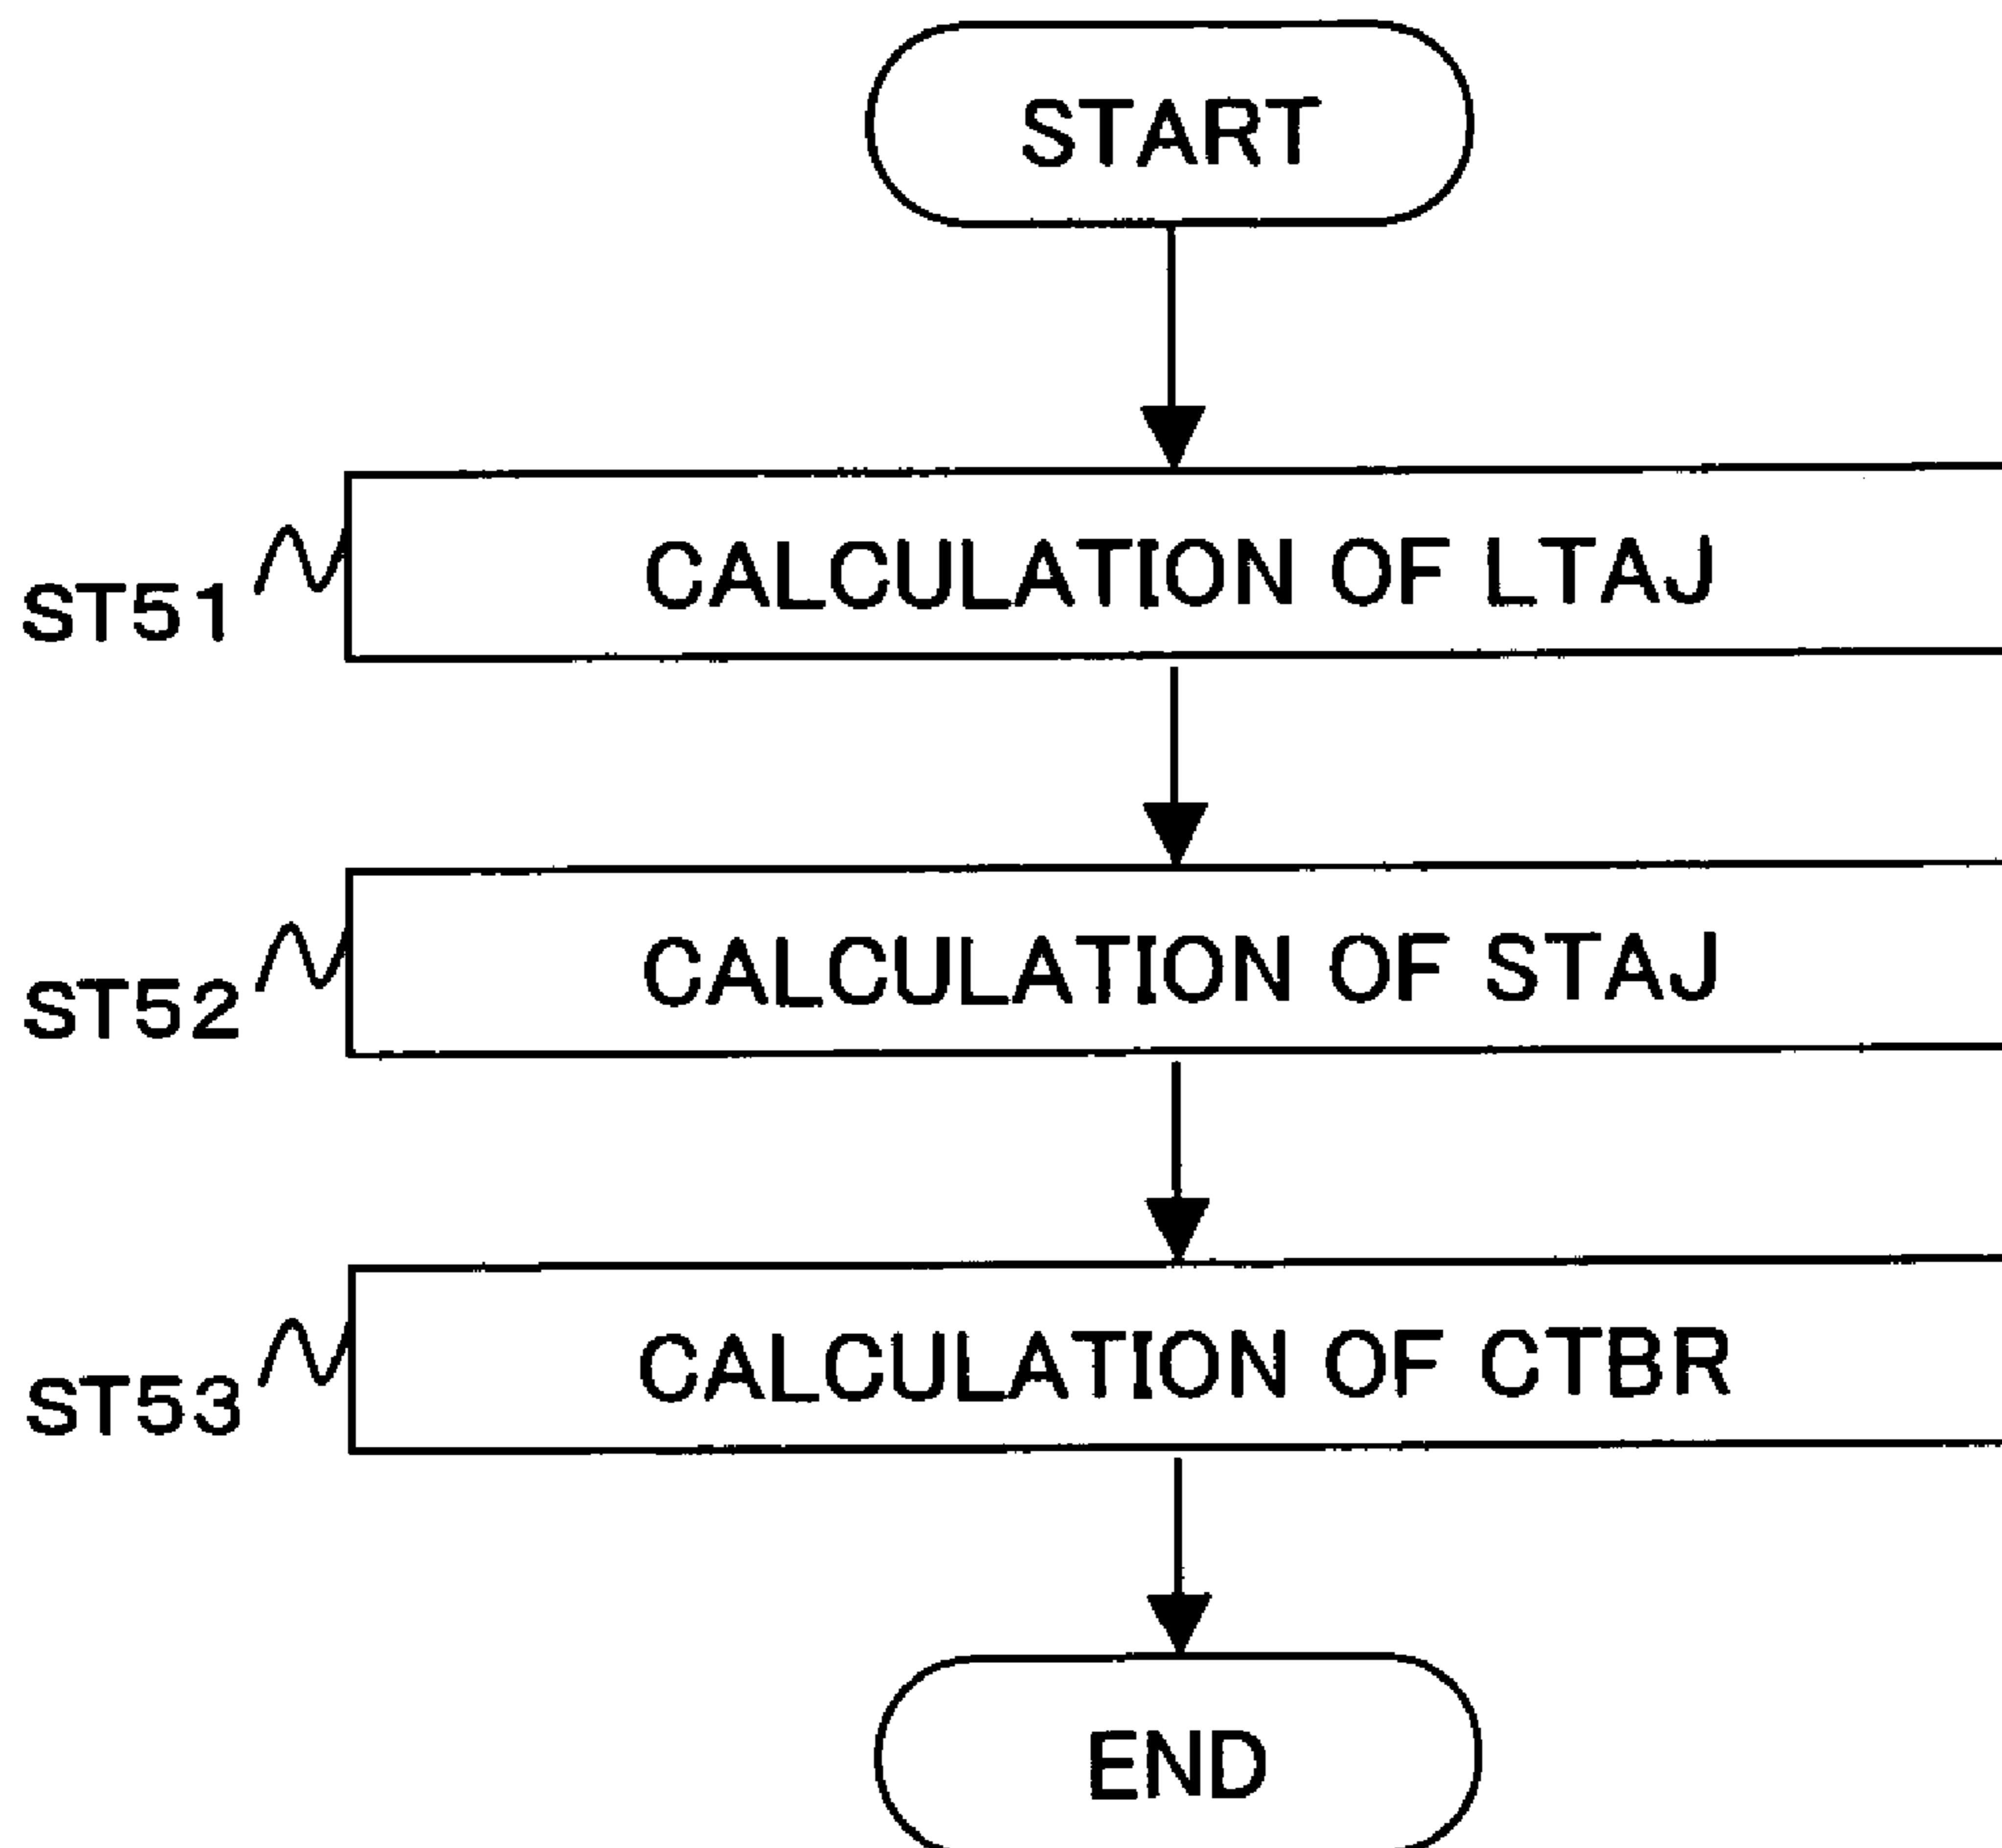 START
CALCULATION OF LTAJ
ST51
CALCULATION OF STAJ
ST52
CALCULATION OF CTBR
ST53
END